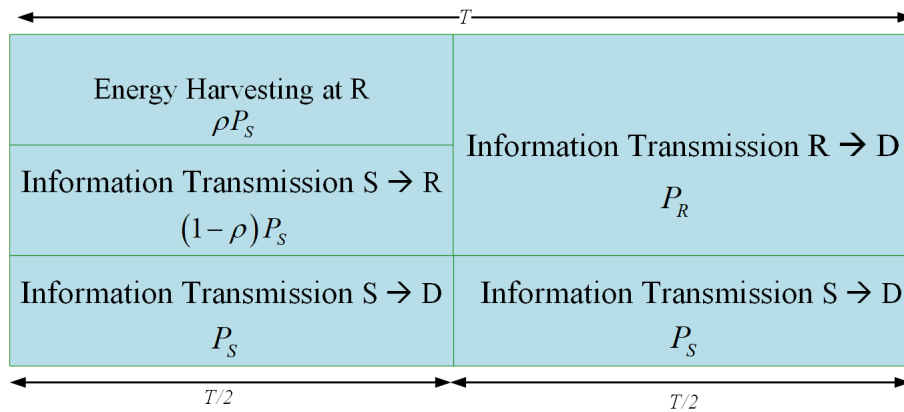 T
Energy Harvesting at R
ρP_S
Information Transmission S → R
(1−ρ)P_S
Information Transmission S → D
P_S
Information Transmission R → D
P_R
Information Transmission S → D
P_S
T/2
T/2